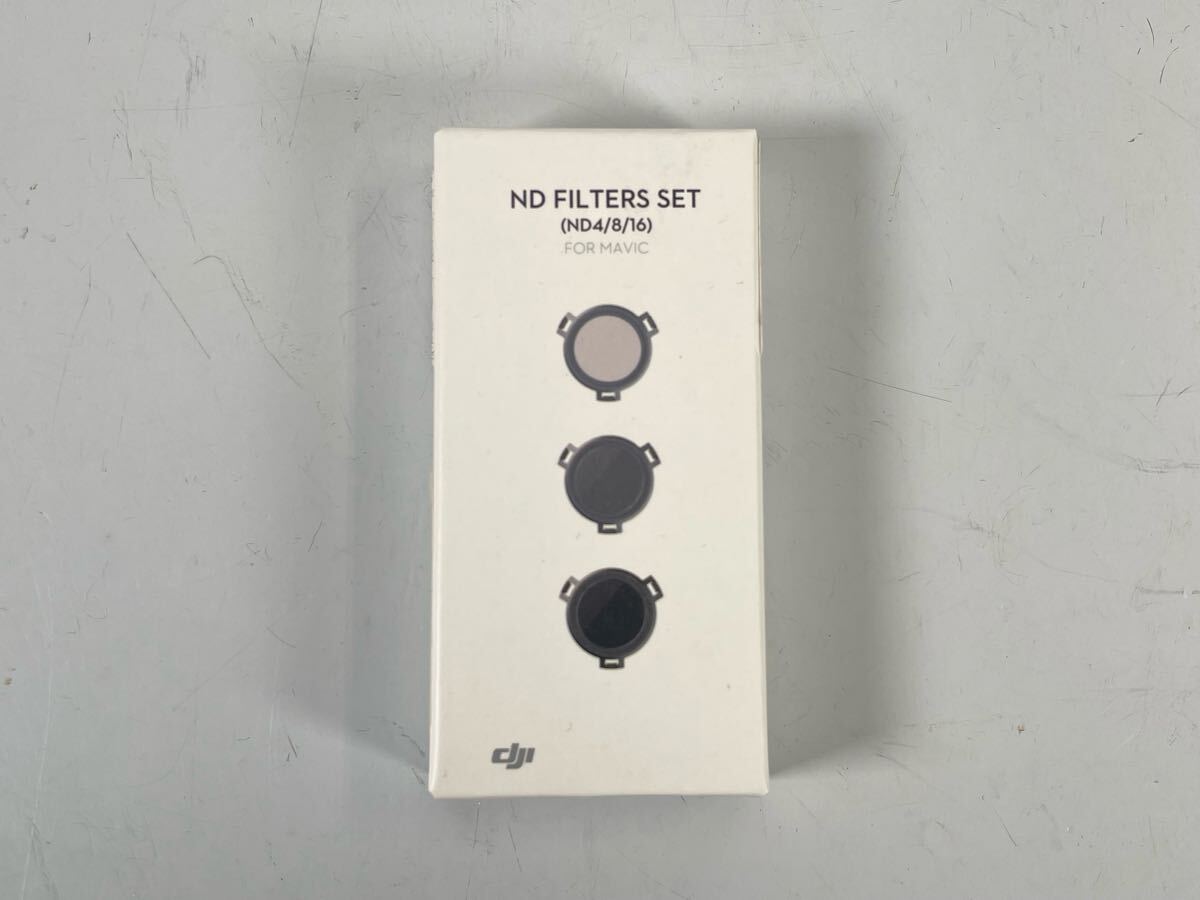 ND FILTERS SET
(ND4/8/16)
FOR MAVIC
dji